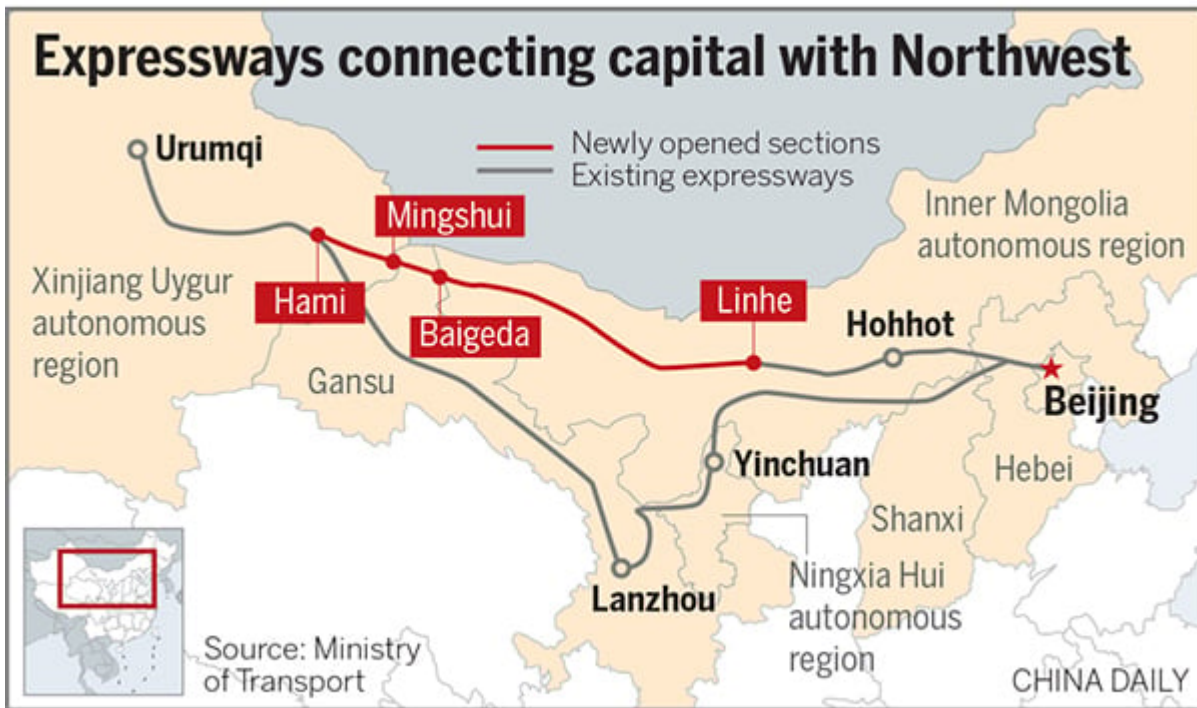 Expressways connecting capital with Northwest
Urumqi
Newly opened sections
Existing expressways
Mingshui
Inner Mongolia
autonomous region
Xinjiang Uygur
autonomous
region
Hami
Baigeda
Linhe
Hohhot
Gansu
Beijing
Yinchuan
Hebei
Shanxi
Lanzhou
Ningxia Hui
autonomous
region
Source: Ministry
of Transport
CHINA DAILY